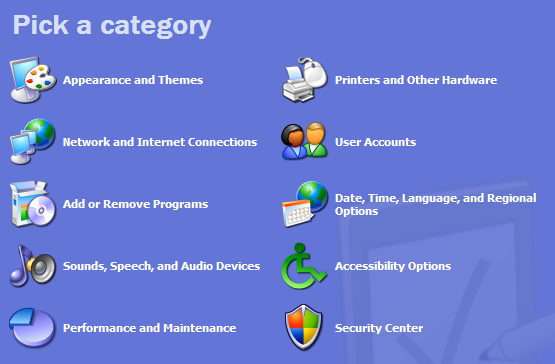 Pick a category
Appearance and Themes
Printers and Other Hardware
Network and Internet Connections
User Accounts
Add or Remove Programs
Date, Time, Language, and Regional
Options
Sounds, Speech, and Audio Devices
Accessibility Options
Performance and Maintenance
Security Center